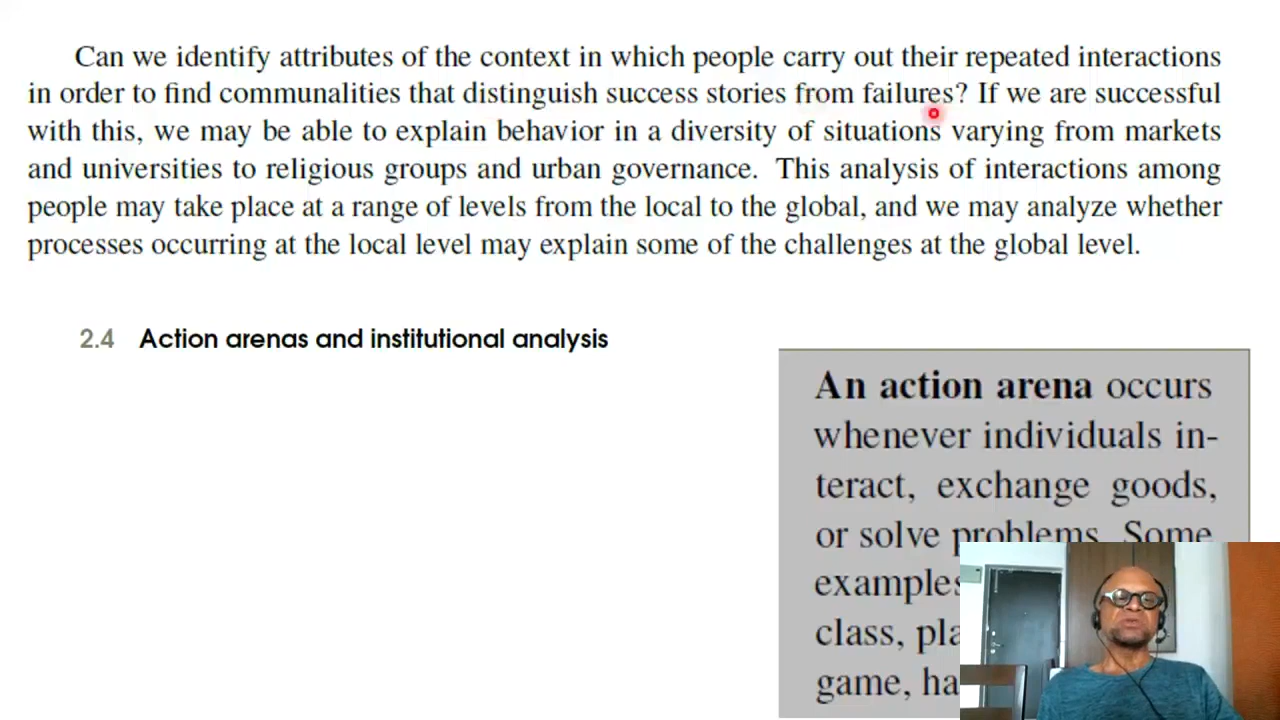 Can we identify attributes of the context in which people carry out their repeated interactions
in order to find communalities that distinguish success stories from failures? If we are successful
with this, we may be able to explain behavior in a diversity of situations varying from markets
and universities to religious groups and urban governance. This analysis of interactions among
people may take place at a range of levels from the local to the global, and we may analyze whether
processes occurring at the local level may explain some of the challenges at the global level.
2.4 Action arenas and institutional analysis
An action arena occurs
whenever individuals in-
teract, exchange goods,
or solve problems. Some
examples
class, pla
game, ha